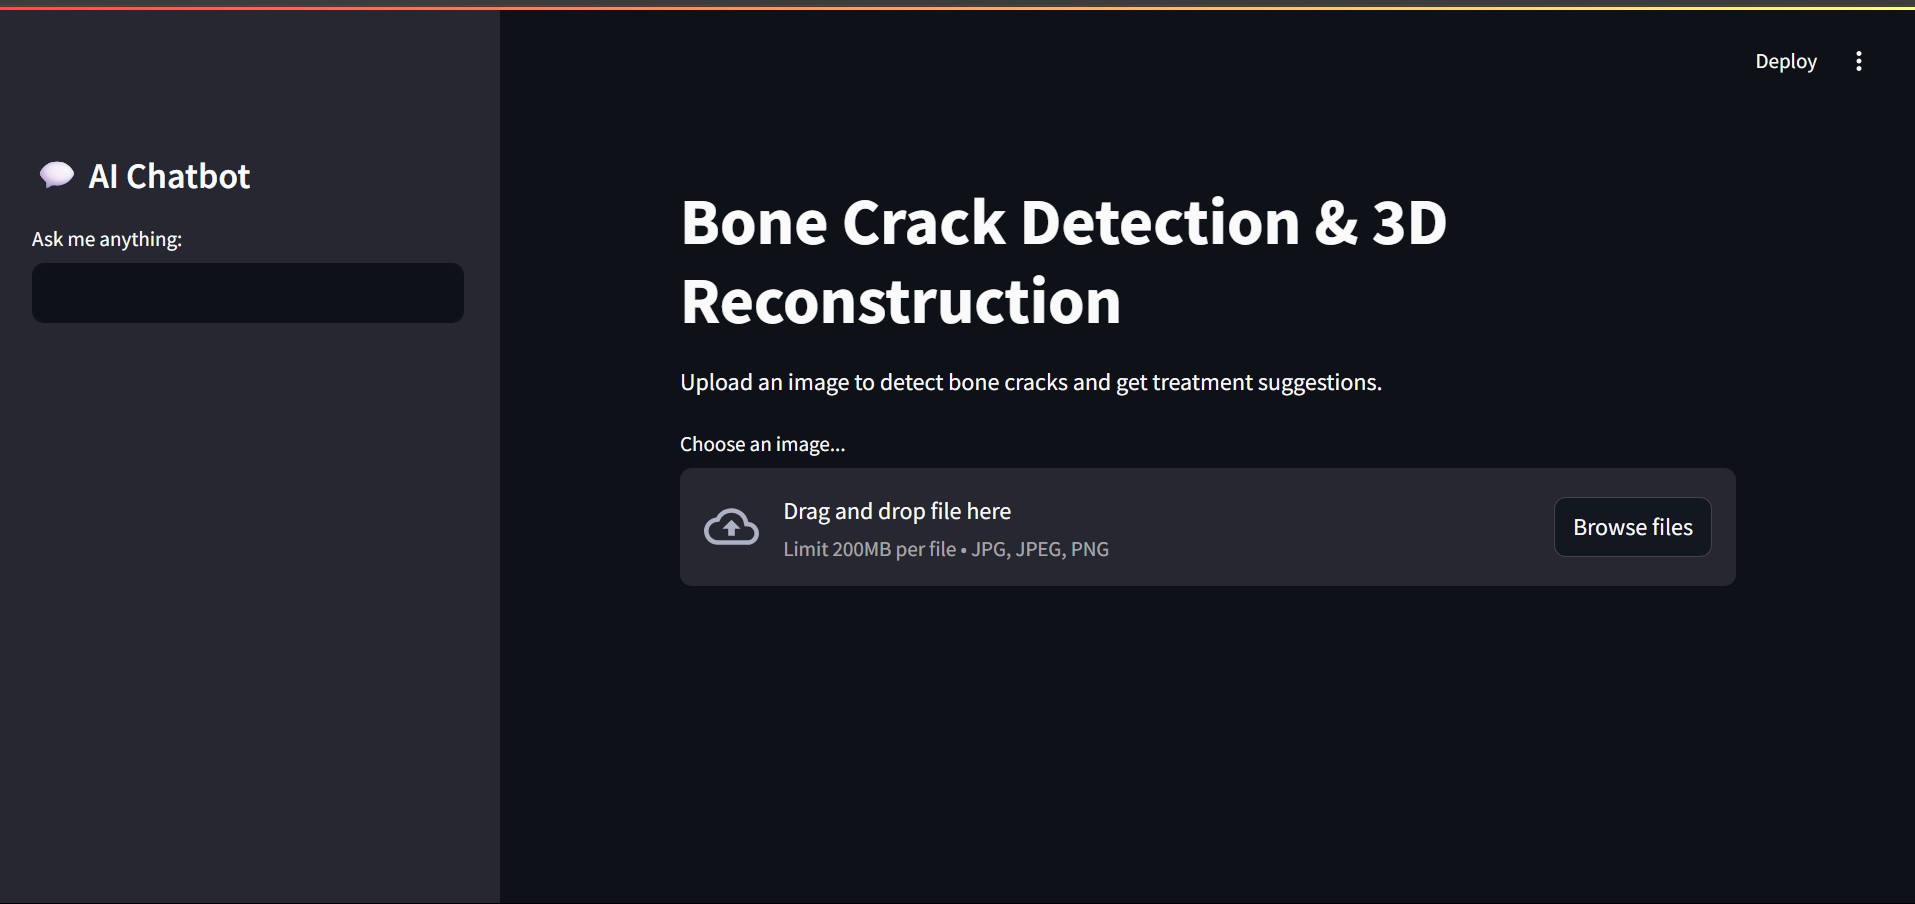 Deploy
AI Chatbot
Ask me anything:
Bone Crack Detection & 3D
Reconstruction
Upload an image to detect bone cracks and get treatment suggestions.
Choose an image...
Drag and drop file here
Limit 200MB per file • JPG, JPEG, PNG
Browse files